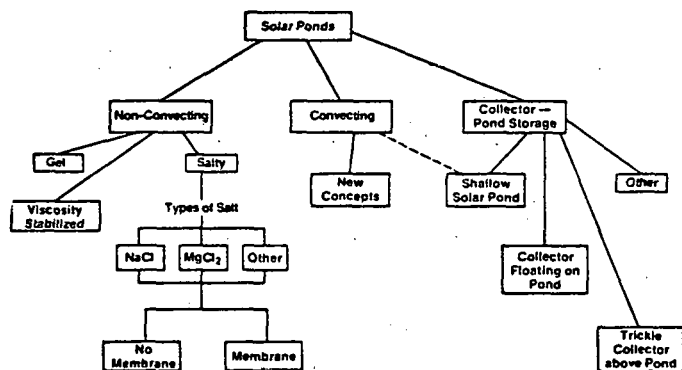 Solar Ponds
Non-Convecting
Convecting
Collector —
Pond Storage
Gel
Salty
New
Concepts
Shallow
Solar Pond
Other
Viscosity
Stabilized
Types of Salt
NaCl
MgCl₂
Other
Collector
Floating on
Pond
No
Membrane
Membrane
Trickle
Collector
above Pond